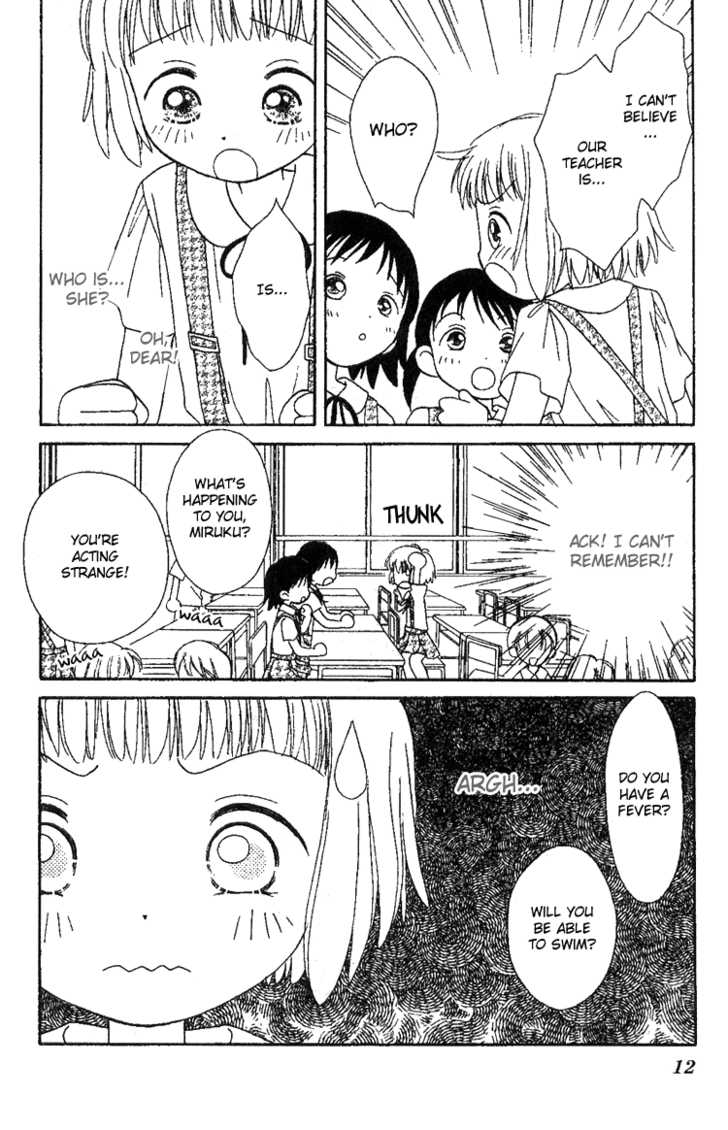 I CAN'T
BELIEVE
...
OUR
TEACHER
IS...
WHO?
IS...
WHO IS...
SHE?
OH,
DEAR!
ACK! I CAN'T
REMEMBER!!
THUNK
WHAT'S
HAPPENING
TO YOU,
MIRUKU?
YOU'RE
ACTING
STRANGE!
waaa
waaa
DO YOU
HAVE A
FEVER?
ARGH...
WILL YOU
BE ABLE
TO SWIM?
12